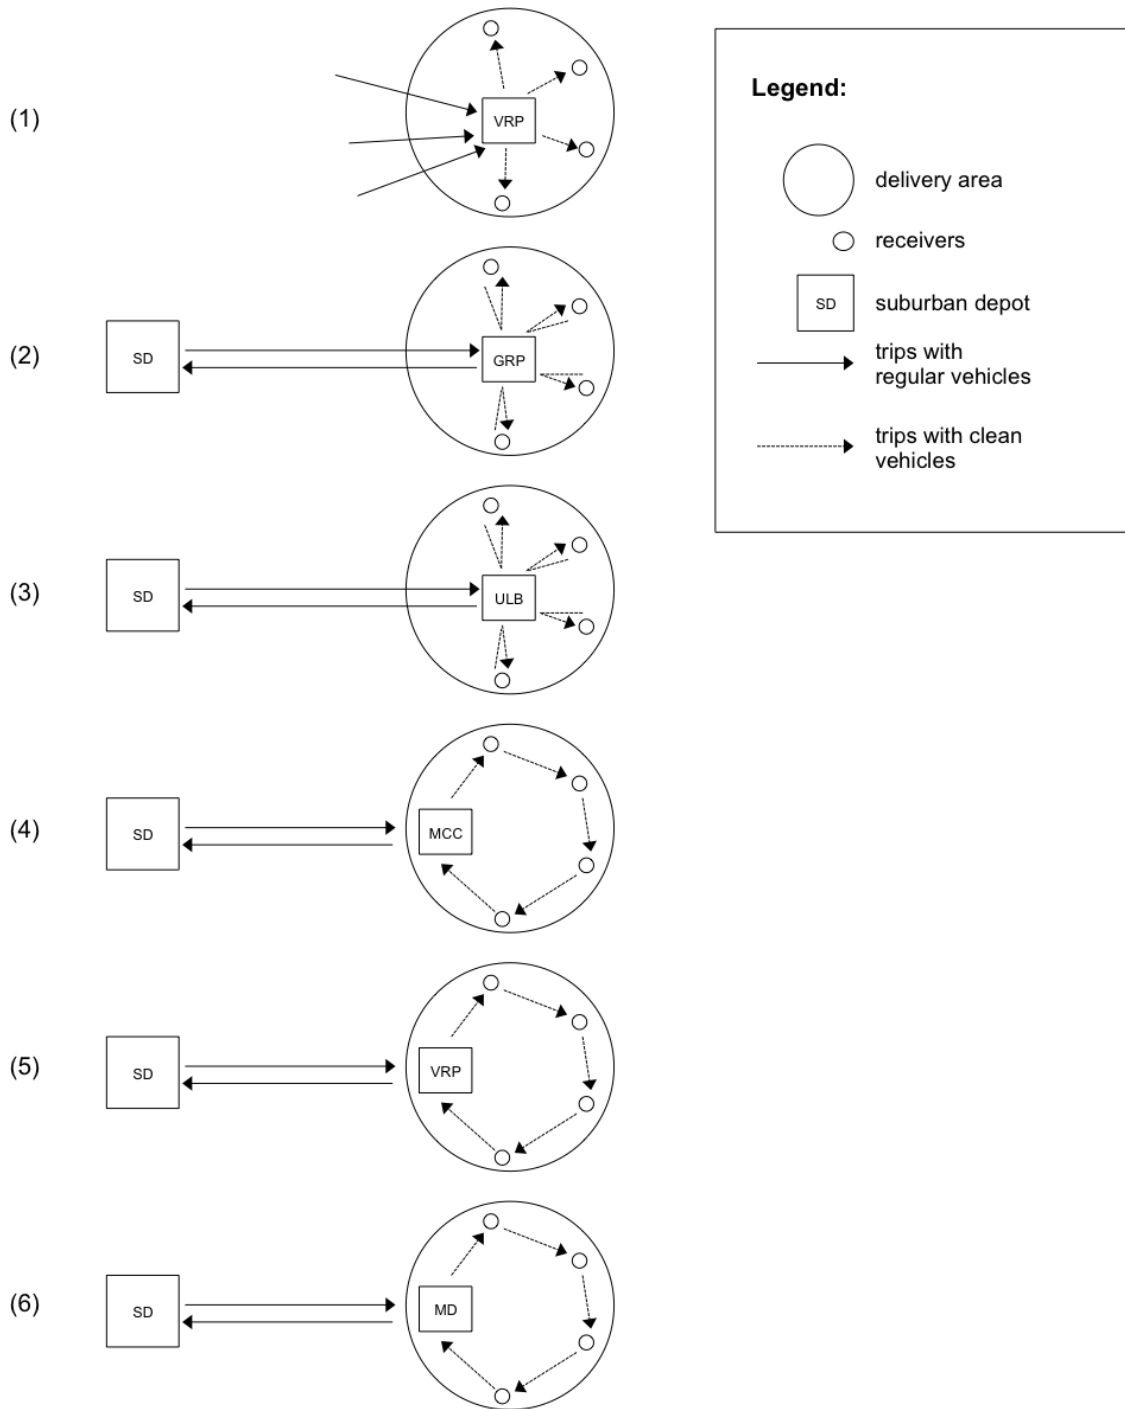 (1)
VRP
(2)
SD
GRP
(3)
SD
ULB
(4)
SD
MCC
(5)
SD
VRP
(6)
SD
MD
Legend:
delivery area
receivers
SD
suburban depot
trips with
regular vehicles
trips with clean
vehicles